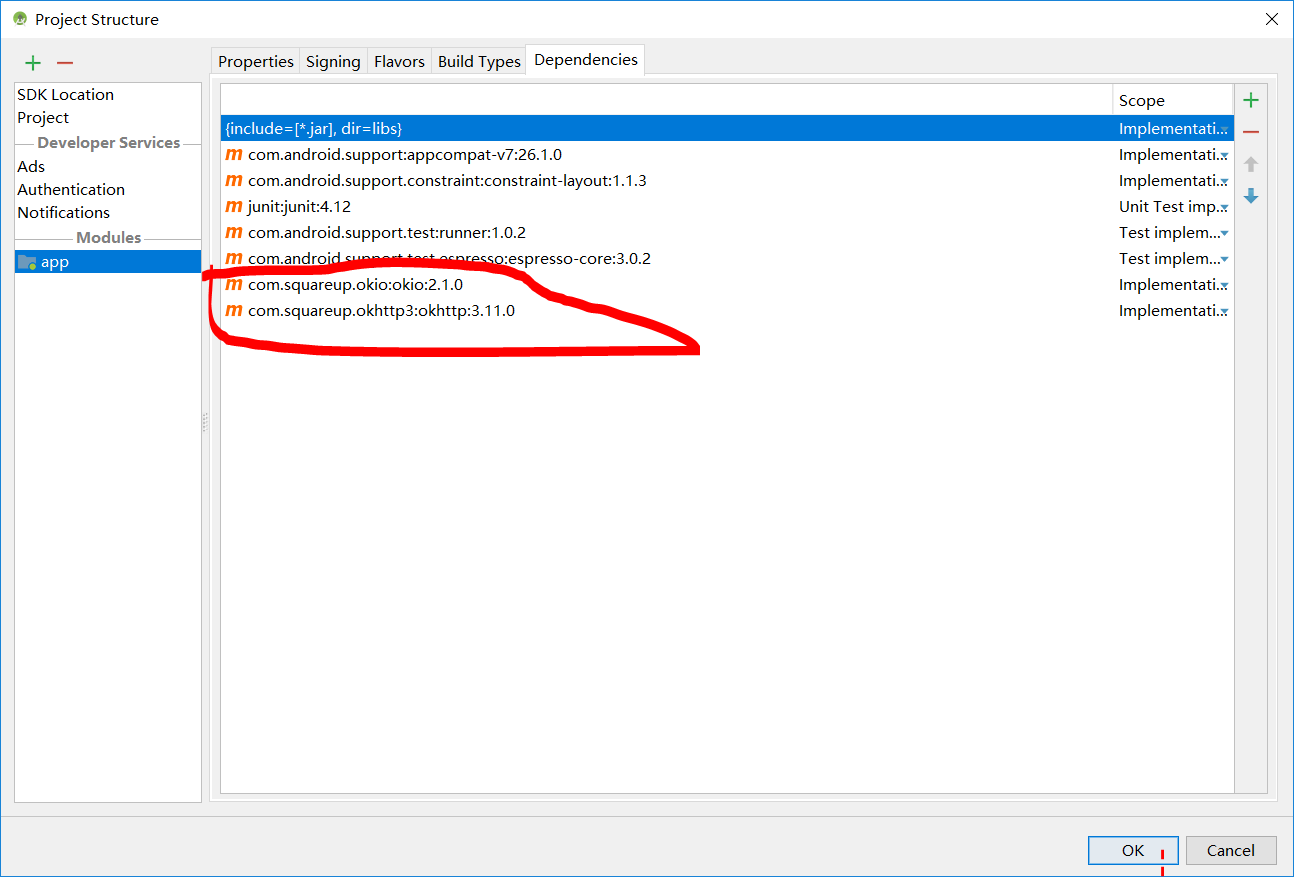 Project Structure
Properties
Signing
Flavors
Build Types
Dependencies
SDK Location
Project
Developer Services
Ads
Authentication
Notifications
Modules
app
Scope
{include=[*.jar], dir=libs}
Implementati...
m com.android.support:appcompat-v7:26.1.0
Implementati...
m com.android.support.constraint:constraint-layout:1.1.3
Implementati...
m junit:junit:4.12
Unit Test imp...
m com.android.support.test:runner:1.0.2
Test implem...
m com.android.support.test.espresso:espresso-core:3.0.2
Test implem...
m com.squareup.okio:okio:2.1.0
Implementati...
m com.squareup.okhttp3:okhttp:3.11.0
Implementati...
OK
Cancel